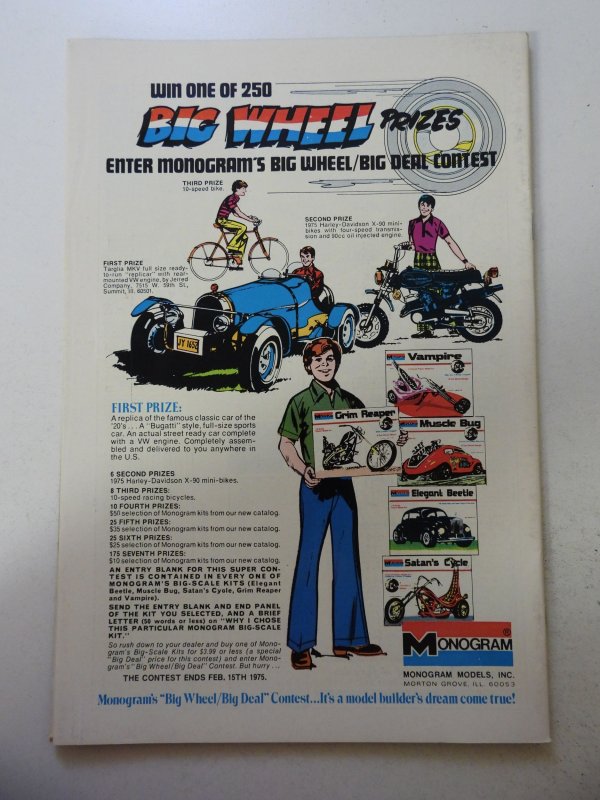 WIN ONE OF 250
BIG WHEEL PRIZES
ENTER MONOGRAM'S BIG WHEEL/BIG DEAL CONTEST
THIRD PRIZE
10-speed bike.
SECOND PRIZE
1975 Harley-Davidson X-90 mini-
bikes with four-speed transmis-
sion and 90cc oil injected engine.
FIRST PRIZE
Targlia MKV full size ready-
to-run "replicar" with rear-
mounted VW engine, by Jeired
Company, 7515 W. 59th St.,
Summit, Ill. 60501.
JY 1652
Vampire
Grim Reaper
Muscle Bug
Elegant Beetle
Satan's Cycle
FIRST PRIZE:
A replica of the famous classic car of the
'20's . . . A "Bugatti" style, full-size sports
car. An actual street ready car complete
with a VW engine. Completely assem-
bled and delivered to you anywhere in
the U.S.
6 SECOND PRIZES
1975 Harley-Davidson X-90 mini-bikes.
8 THIRD PRIZES:
10-speed racing bicycles.
10 FOURTH PRIZES:
$50 selection of Monogram kits from our new catalog.
25 FIFTH PRIZES:
$35 selection of Monogram kits from our new catalog.
25 SIXTH PRIZES:
$25 selection of Monogram kits from our new catalog.
175 SEVENTH PRIZES:
$10 selection of Monogram kits from our new catalog.
AN ENTRY BLANK FOR THIS SUPER CON-
TEST IS CONTAINED IN EVERY ONE OF
MONOGRAM'S BIG-SCALE KITS (Elegant
Beetle, Muscle Bug, Satan's Cycle, Grim Reaper
and Vampire).
SEND THE ENTRY BLANK AND END PANEL
OF THE KIT YOU SELECTED, AND A BRIEF
LETTER (50 words or less) on "WHY I CHOSE
THIS PARTICULAR MONOGRAM BIG-SCALE
KIT."
So rush down to your dealer and buy one of Mono-
gram's Big-Scale Kits for $3.99 or less (a special
"Big Deal" price for this contest) and enter Mono-
gram's "Big Wheel/Big Deal" Contest. But hurry . . .
THE CONTEST ENDS FEB. 15TH 1975.
MONOGRAM®
MONOGRAM MODELS, INC.
MORTON GROVE, ILL. 60053
Monogram's "Big Wheel/Big Deal" Contest...It's a model builder's dream come true!